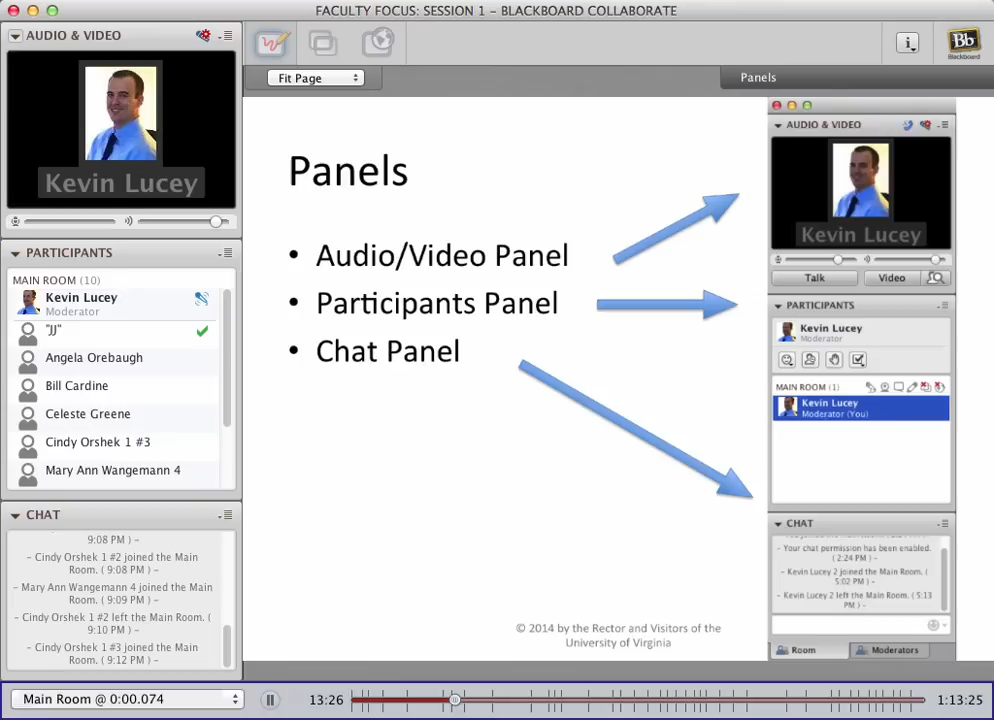 FACULTY FOCUS: SESSION 1 – BLACKBOARD COLLABORATE
AUDIO & VIDEO
Kevin Lucey
PARTICIPANTS
MAIN ROOM (10)
Kevin Lucey
Moderator
"JJ"
Angela Orebaugh
Bill Cardine
Celeste Greene
Cindy Orshek 1 #3
Mary Ann Wangemann 4
CHAT
9:08 PM ) –
– Cindy Orshek 1 #2 joined the Main
Room. ( 9:08 PM ) –
– Mary Ann Wangemann 4 joined the Main
Room. ( 9:09 PM ) –
– Cindy Orshek 1 #2 left the Main Room. (
9:10 PM ) –
– Cindy Orshek 1 #3 joined the Main
Room. ( 9:12 PM ) –
Fit Page
Panels
i
Bb
Blackboard
Panels
• Audio/Video Panel
• Participants Panel
• Chat Panel
© 2014 by the Rector and Visitors of the
University of Virginia
AUDIO & VIDEO
Kevin Lucey
Talk
Video
PARTICIPANTS
Kevin Lucey
Moderator
MAIN ROOM (1)
Kevin Lucey
Moderator (You)
CHAT
– Your chat permission has been enabled.
( 2:24 PM ) –
– Kevin Lucey 2 joined the Main Room. (
5:02 PM ) –
– Kevin Lucey 2 left the Main Room. ( 5:13
PM ) –
Room
Moderators
Main Room @ 0:00.074
13:26
1:13:25